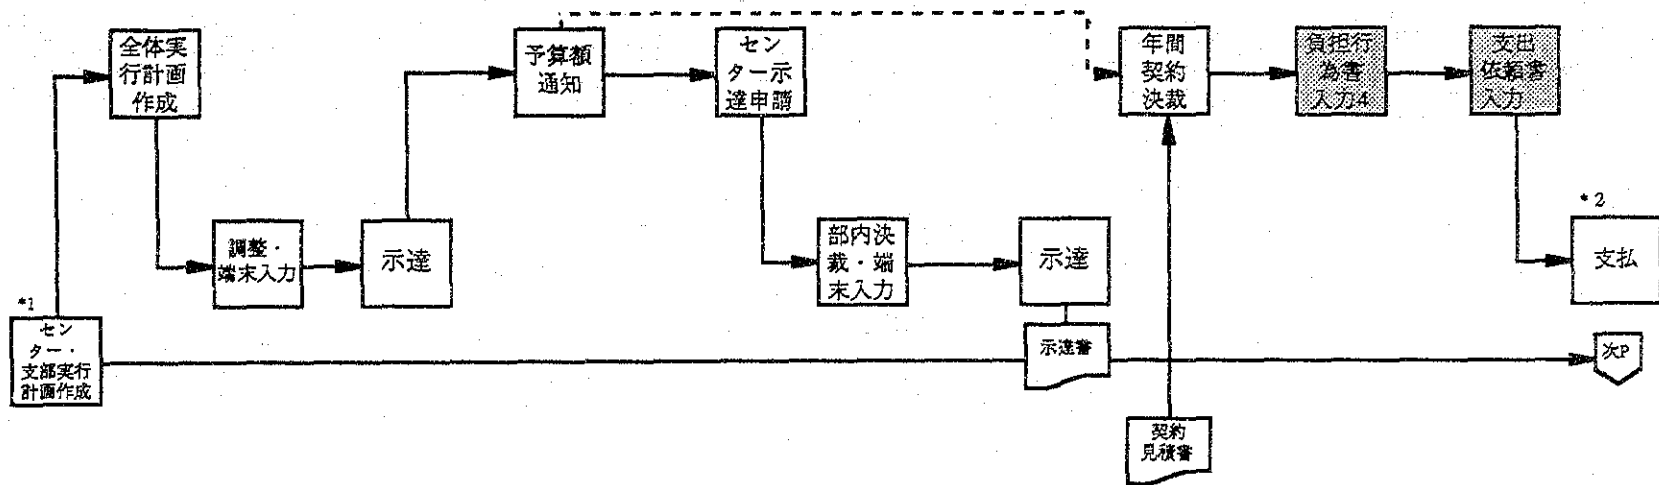 全体実
行計画
作成
予算額
通知
セン
ター示
達申請
年間
契約
決裁
負担行
為書
入力4
支出
依頼書
入力
調整・
端末入力
示達
部内決
裁・端
末入力
示達
*2
支払
*1
セン
ター・
支部実行
計画作成
示達書
次P
契約
見積書